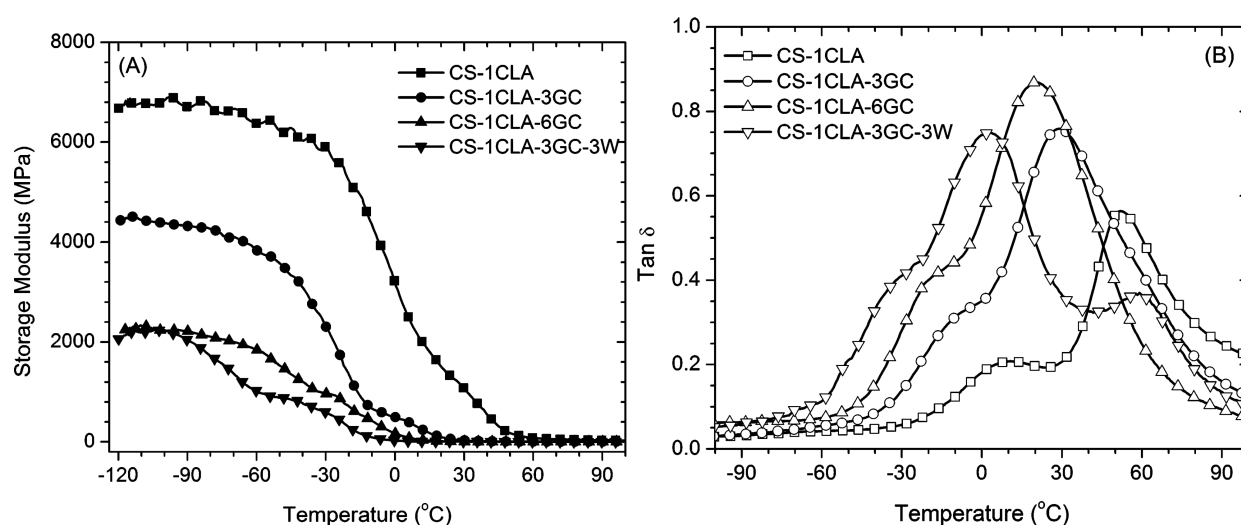 (A)
CS-1CLA
CS-1CLA-3GC
CS-1CLA-6GC
CS-1CLA-3GC-3W
Storage Modulus (MPa)
8000
6000
4000
2000
0
-120 -90 -60 -30 0 30 60 90
Temperature (°C)
(B)
CS-1CLA
CS-1CLA-3GC
CS-1CLA-6GC
CS-1CLA-3GC-3W
Tan δ
1.0
0.8
0.6
0.4
0.2
0.0
-90 -60 -30 0 30 60 90
Temperature (°C)